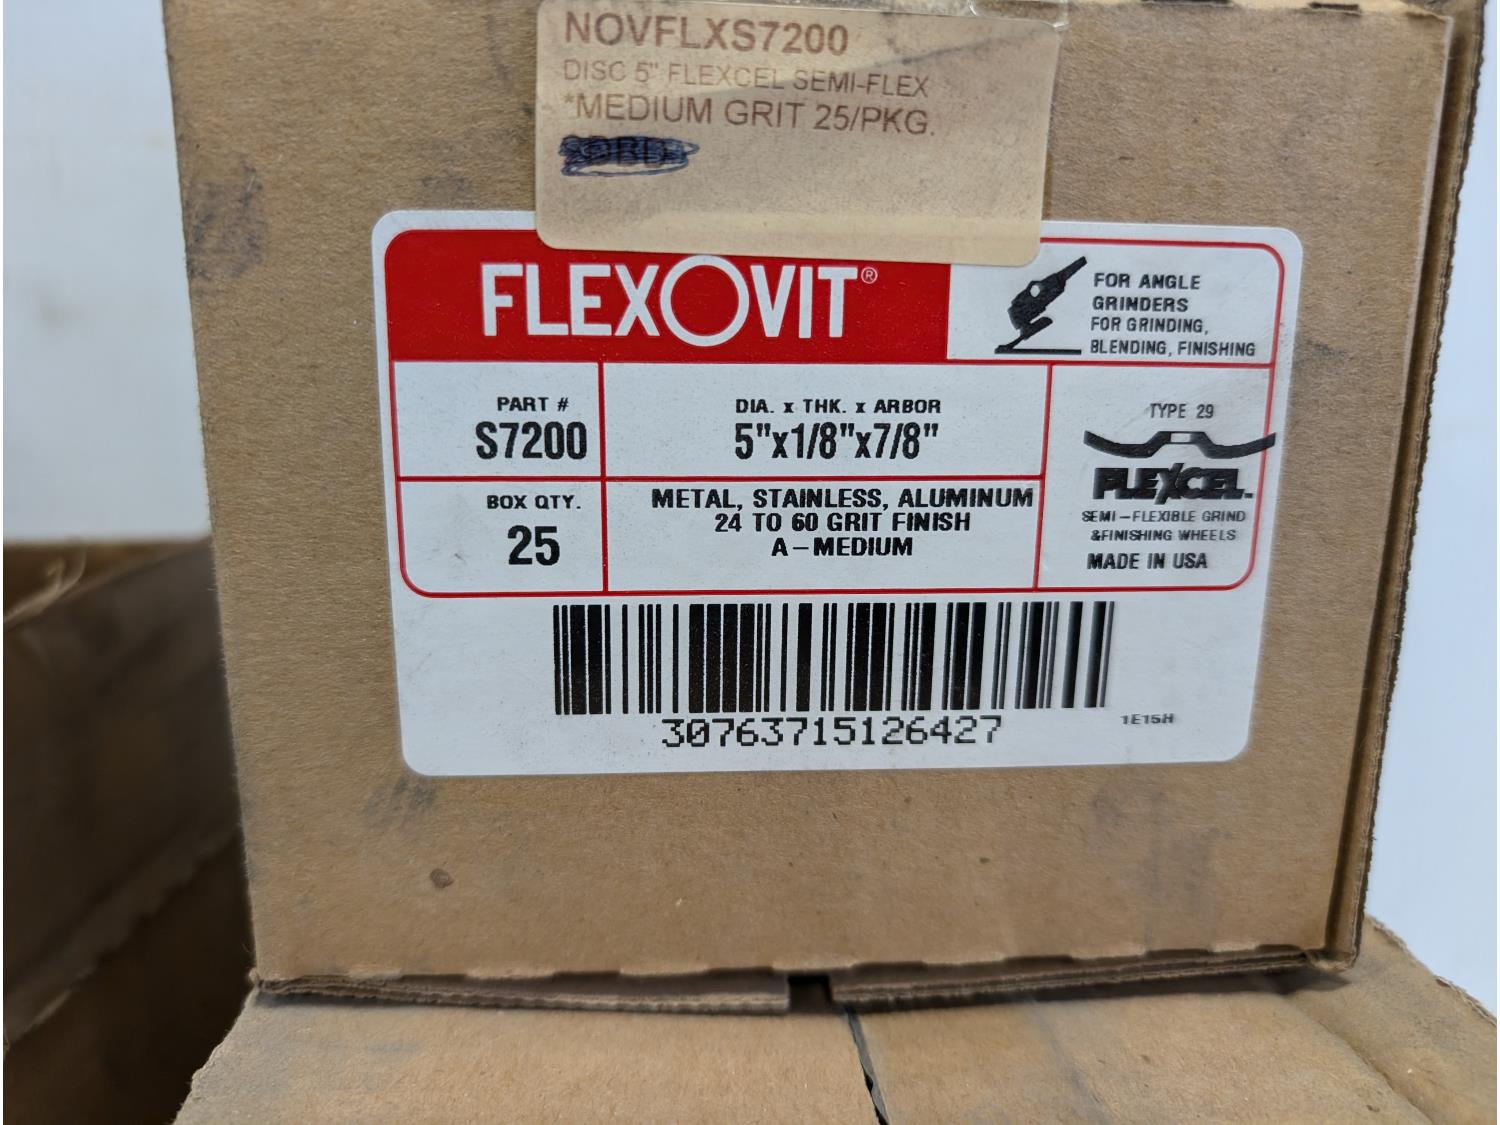 NOVFLXS7200
DISC 5" FLEXCEL SEMI-FLEX
*MEDIUM GRIT 25/PKG.
FLEXOVIT®
FOR ANGLE
GRINDERS
FOR GRINDING,
BLENDING, FINISHING
PART #
S7200
DIA. x THK. x ARBOR
5"x1/8"x7/8"
TYPE 29
FLEXCEL.
SEMI-FLEXIBLE GRIND
&FINISHING WHEELS
MADE IN USA
BOX QTY.
25
METAL, STAINLESS, ALUMINUM
24 TO 60 GRIT FINISH
A-MEDIUM
30763715126427
1E15H